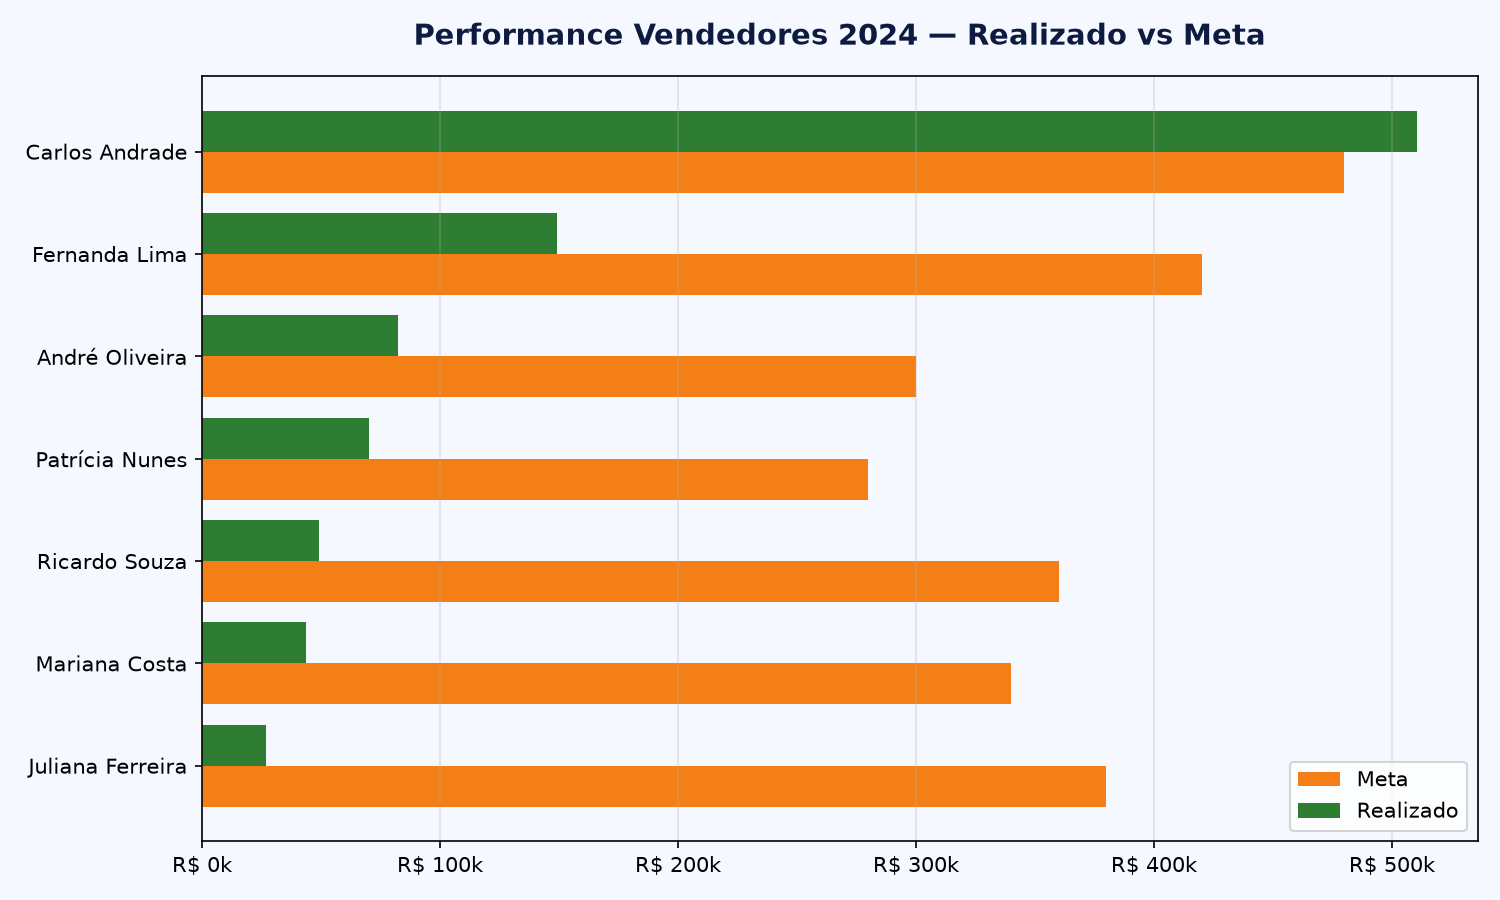 Performance Vendedores 2024 — Realizado vs Meta
Carlos Andrade
Fernanda Lima
André Oliveira
Patrícia Nunes
Ricardo Souza
Mariana Costa
Juliana Ferreira
Meta
Realizado
R$ 0k
R$ 100k
R$ 200k
R$ 300k
R$ 400k
R$ 500k